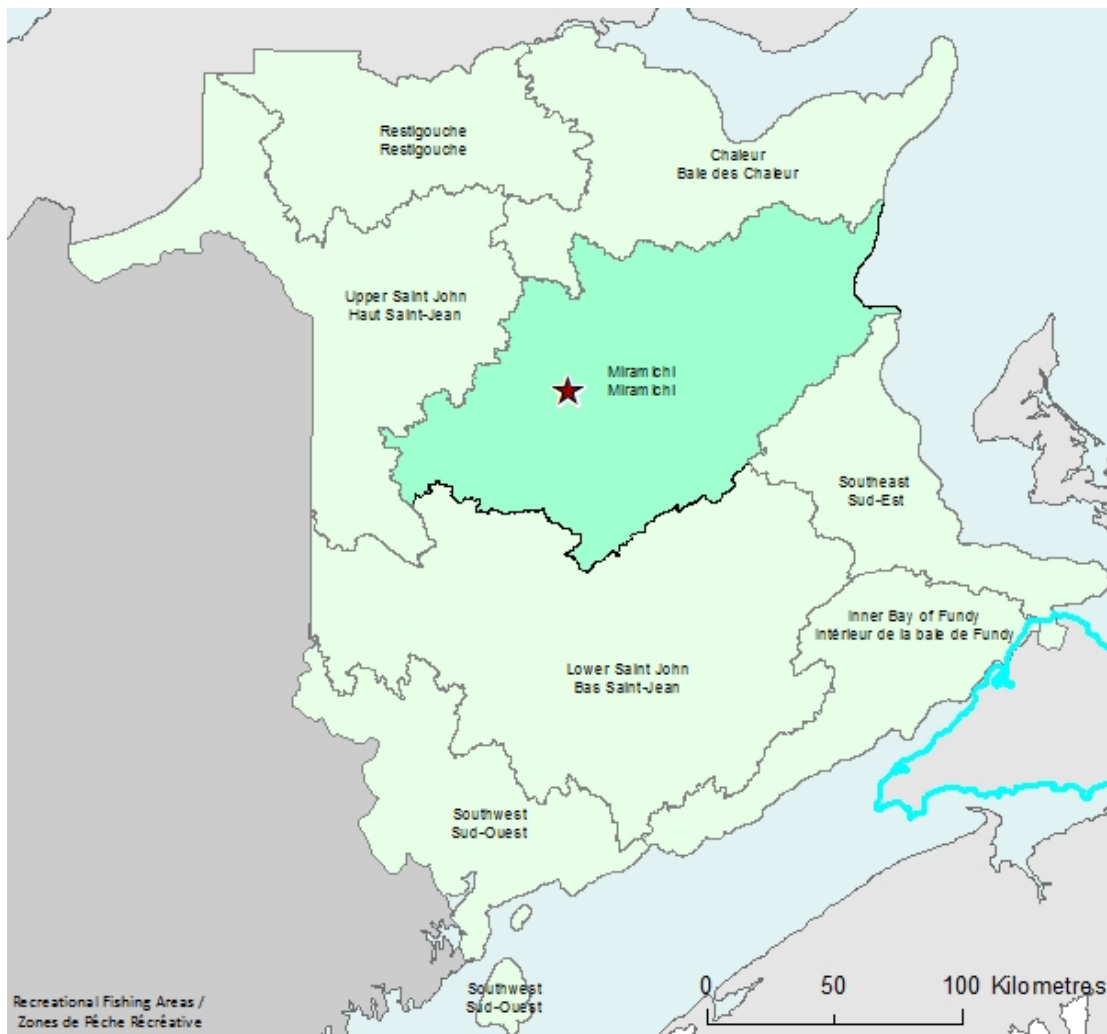 Restigouche
Restigouche
Chaleur
Baie des Chaleur
Upper Saint John
Haut Saint-Jean
Miramichi
Miramichi
Southeast
Sud-Est
Inner Bay of Fundy
Intérieur de la baie de Fundy
Lower Saint John
Bas Saint-Jean
Southwest
Sud-Ouest
Southwest
Sud-Ouest
0 50 100 Kilometres
Recreational Fishing Areas /
Zones de Pêche Récréative